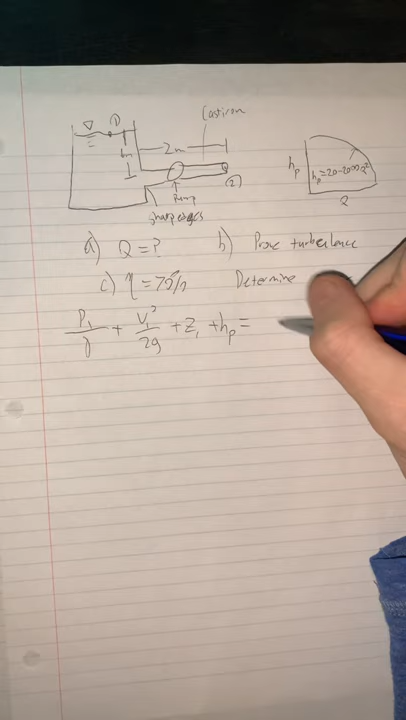 Cast iron
①
6m
2m
(2)
Pump
Sharp edges
hp
hp=20-2000Q²
Q
a) Q=? b) Prove turbulence
c) η=75% Determine
P₁/γ + V₁²/2g + Z₁ + hp =